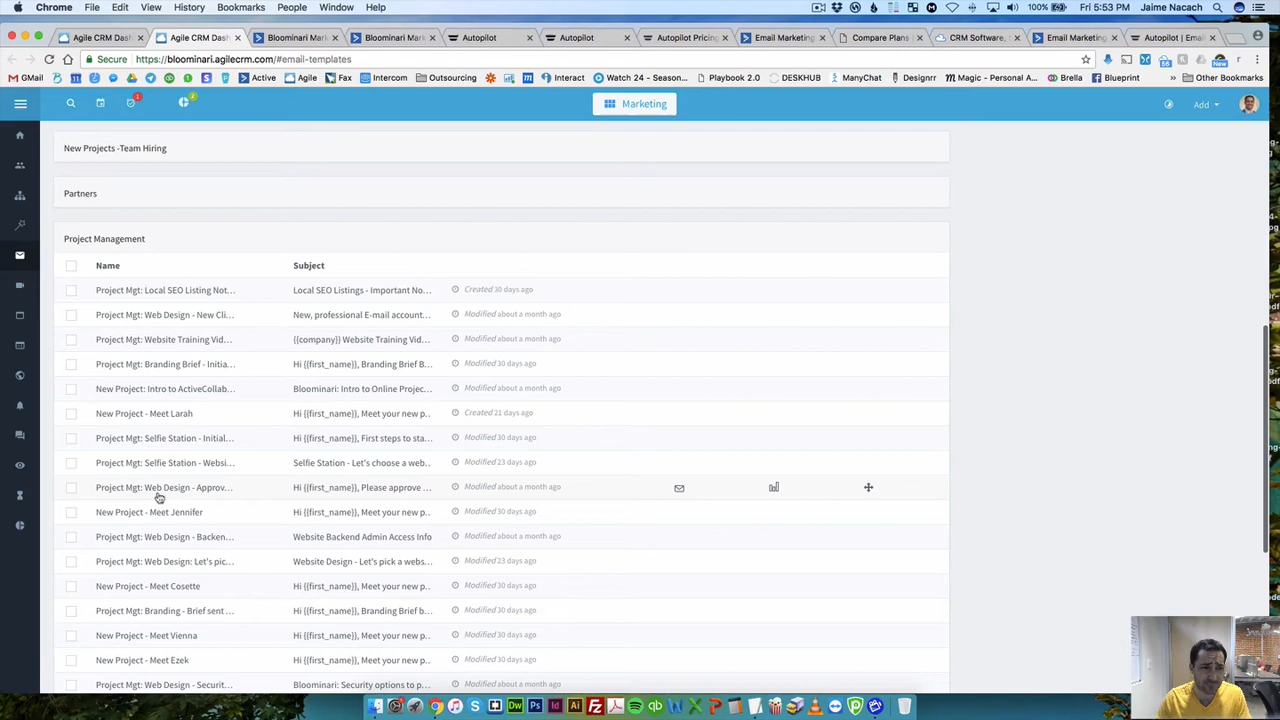 Chrome File Edit View History Bookmarks People Window Help 100% Fri 5:53 PM Jaime Nacach
Agile CRM Dash Agile CRM Dash Bloominari Mark Bloominari Mark Autopilot Autopilot Autopilot Pricing Email Marketing Compare Plans CRM Software, S Email Marketing Autopilot | Email
Secure https://bloominari.agilecrm.com/#email-templates
GMail Active Agile Fax Intercoms Outsourcing Interact Watch 24 - Season... Playbook 2.0 DESKHUB ManyChat Designrr Magic - Personal A... Brella Blueprint » Other Bookmarks
Marketing Add
New Projects -Team Hiring
Partners
Project Management
Name Subject
Project Mgt: Local SEO Listing Not... Local SEO Listings - Important No... Created 30 days ago
Project Mgt: Web Design - New Cli... New, professional E-mail account... Modified about a month ago
Project Mgt: Website Training Vid... {{company}} Website Training Vid... Modified about a month ago
Project Mgt: Branding Brief - Initia... Hi {{first_name}}, Branding Brief B... Modified 30 days ago
New Project: Intro to ActiveCollab... Bloominari: Intro to Online Projec... Modified about a month ago
New Project - Meet Larah Hi {{first_name}}, Meet your new p... Created 21 days ago
Project Mgt: Selfie Station - Initial... Hi {{first_name}}, First steps to sta... Modified 30 days ago
Project Mgt: Selfie Station - Websi... Selfie Station - Let's choose a web... Modified 23 days ago
Project Mgt: Web Design - Approv... Hi {{first_name}}, Please approve ... Modified about a month ago
New Project - Meet Jennifer Hi {{first_name}}, Meet your new p... Modified 30 days ago
Project Mgt: Web Design - Backen... Website Backend Admin Access Info Modified about a month ago
Project Mgt: Web Design: Let's pic... Website Design - Let's pick a webs... Modified 23 days ago
New Project - Meet Cosette Hi {{first_name}}, Meet your new p... Modified 30 days ago
Project Mgt: Branding - Brief sent ... Hi {{first_name}}, Branding Brief b... Modified 30 days ago
New Project - Meet Vienna Hi {{first_name}}, Meet your new p... Modified 30 days ago
New Project - Meet Ezek Hi {{first_name}}, Meet your new p... Modified 30 days ago
Project Mgt: Web Design - Securit... Bloominari: Security options to p... Modified about a month ago